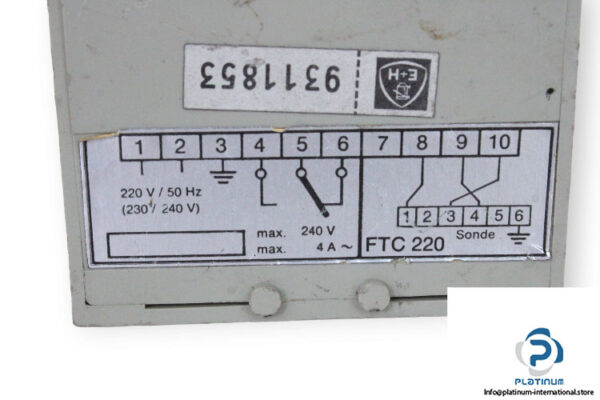 9311853
E+H
1 2 3 4 5 6 7 8 9 10
220 V / 50 Hz
(230 / 240 V)
max. 240 V
max. 4 A ~
1 2 3 4 5 6
Sonde
FTC 220
PLATINUM
Info@platinum-international.store